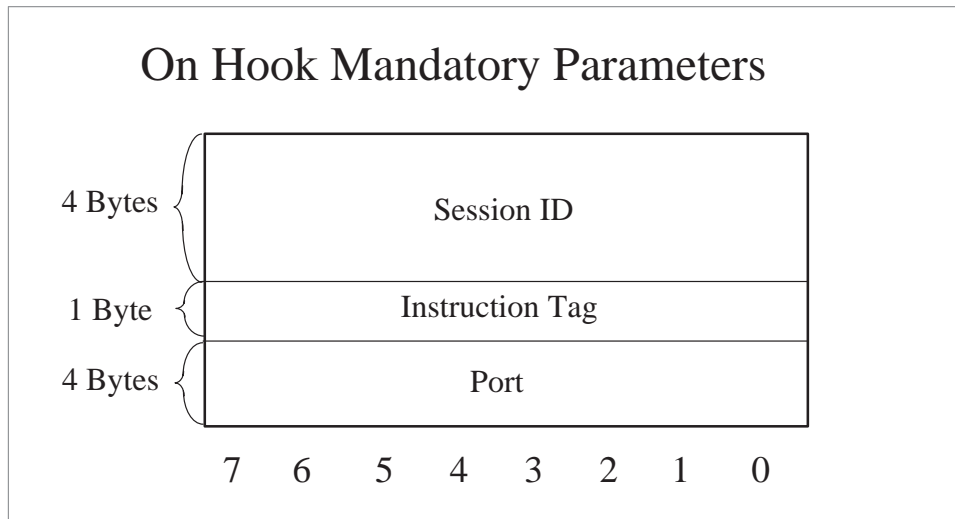 On Hook Mandatory Parameters
4 Bytes
Session ID
1 Byte
Instruction Tag
4 Bytes
Port
7 6 5 4 3 2 1 0